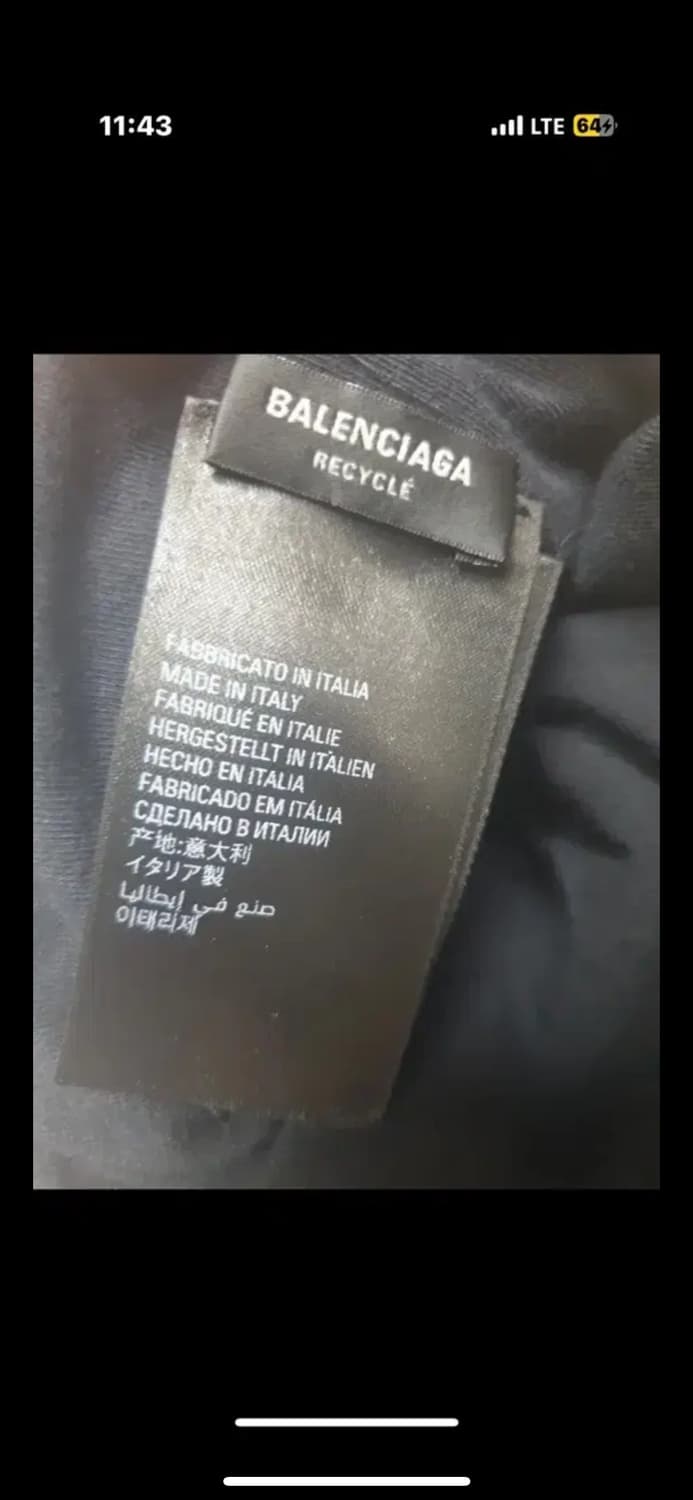 11:43
LTE 64
BALENCIAGA
RECYCLÉ
FABBRICATO IN ITALIA
MADE IN ITALY
FABRIQUÉ EN ITALIE
HERGESTELLT IN ITALIEN
HECHO EN ITALIA
FABRICADO EM ITÁLIA
СДЕЛАНО В ИТАЛИИ
产地:意大利
イタリア製
صنع في إيطاليا
이태리제